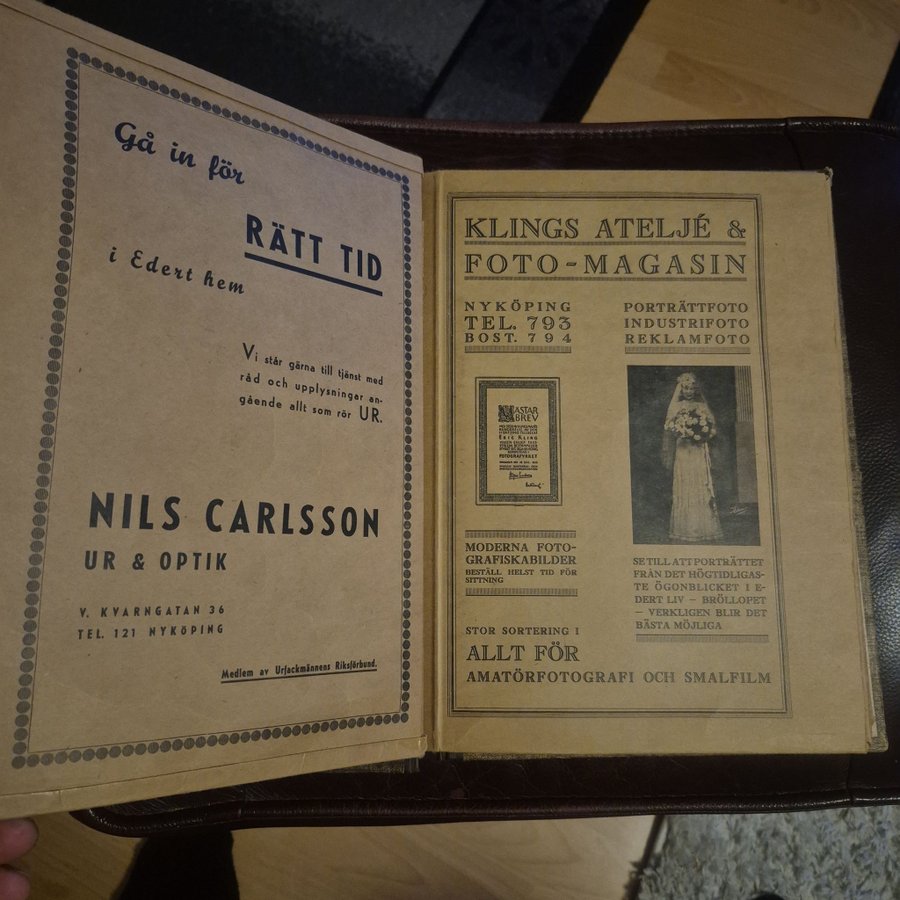 Gå in för
RÄTT TID
i Edert hem
Vi står gärna till tjänst med
råd och upplysningar an-
gående allt som rör UR.
NILS CARLSSON
UR & OPTIK
V. KVARNGATAN 36
TEL. 121 NYKÖPING
Medlem av Urfackmännens Riksförbund.
KLINGS ATELJÉ &
FOTO-MAGASIN
NYKÖPING
TEL. 793
BOST. 794
PORTRÄTTFOTO
INDUSTRIFOTO
REKLAMFOTO
MÄSTAR
BREV
ERIK KLING
FOTOGRAFYRKET
MODERNA FOTO-
GRAFISKABILDER
BESTÄLL HELST TID FÖR
SITTNING
SE TILL ATT PORTRÄTTET
FRÅN DET HÖGTIDLIGAS-
TE ÖGONBLICKET I E-
DERT LIV – BRÖLLOPET
– VERKLIGEN BLIR DET
BÄSTA MÖJLIGA
STOR SORTERING I
ALLT FÖR
AMATÖRFOTOGRAFI OCH SMALFILM